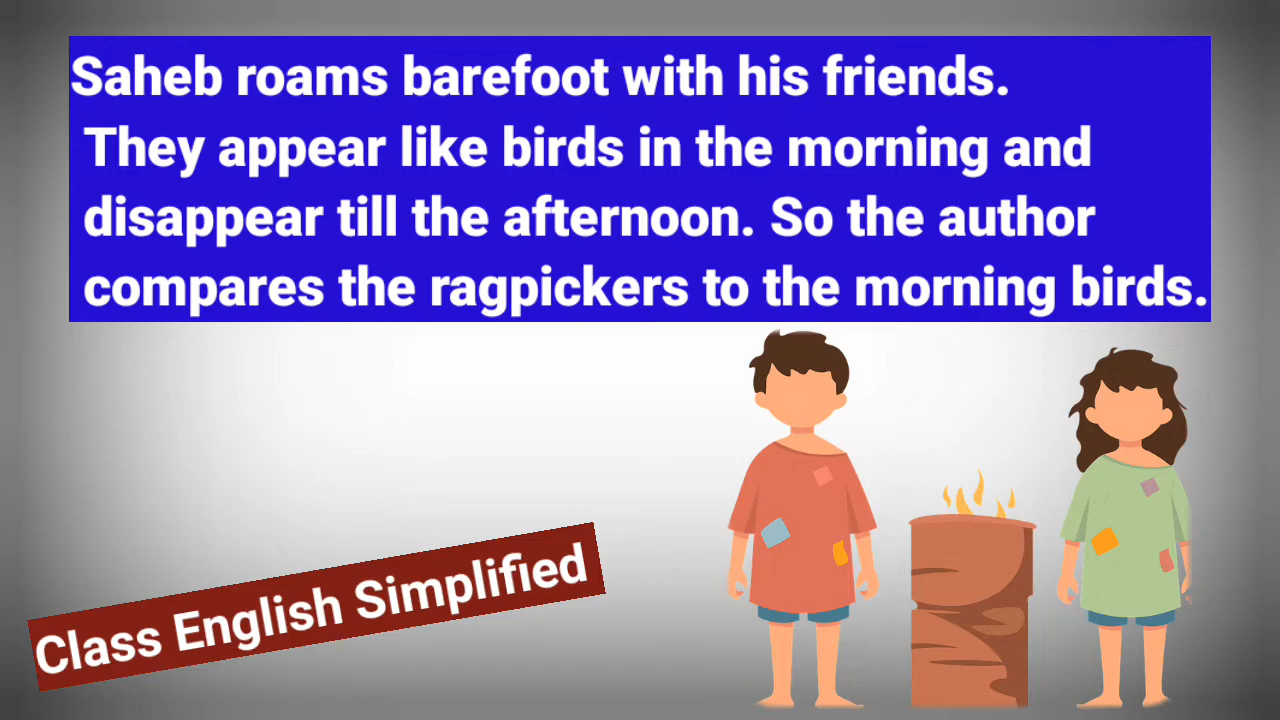 Saheb roams barefoot with his friends.
They appear like birds in the morning and
disappear till the afternoon. So the author
compares the ragpickers to the morning birds.
Class English Simplified